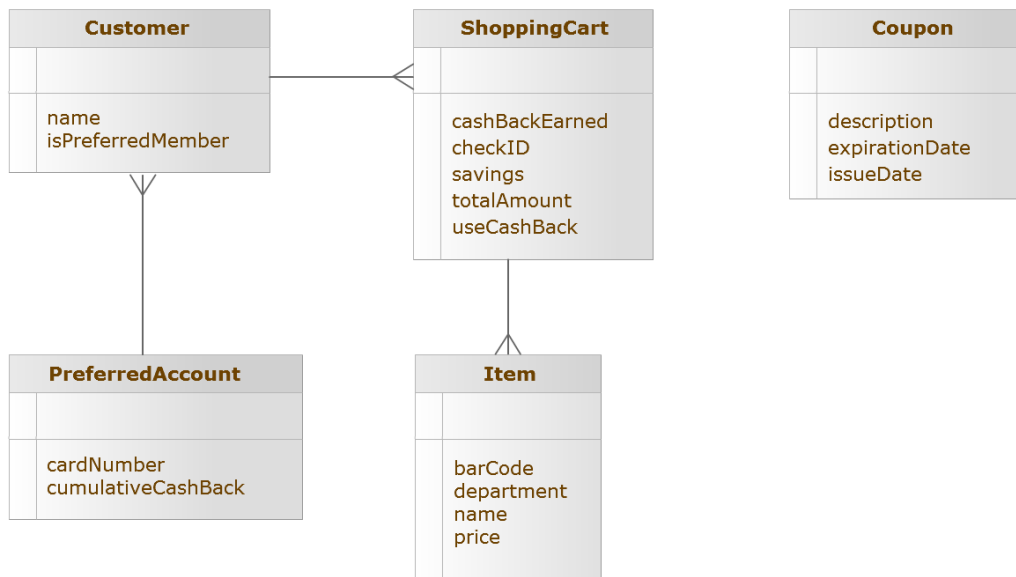 Customer
name
isPreferredMember
ShoppingCart
cashBackEarned
checkID
savings
totalAmount
useCashBack
Coupon
description
expirationDate
issueDate
PreferredAccount
cardNumber
cumulativeCashBack
Item
barCode
department
name
price